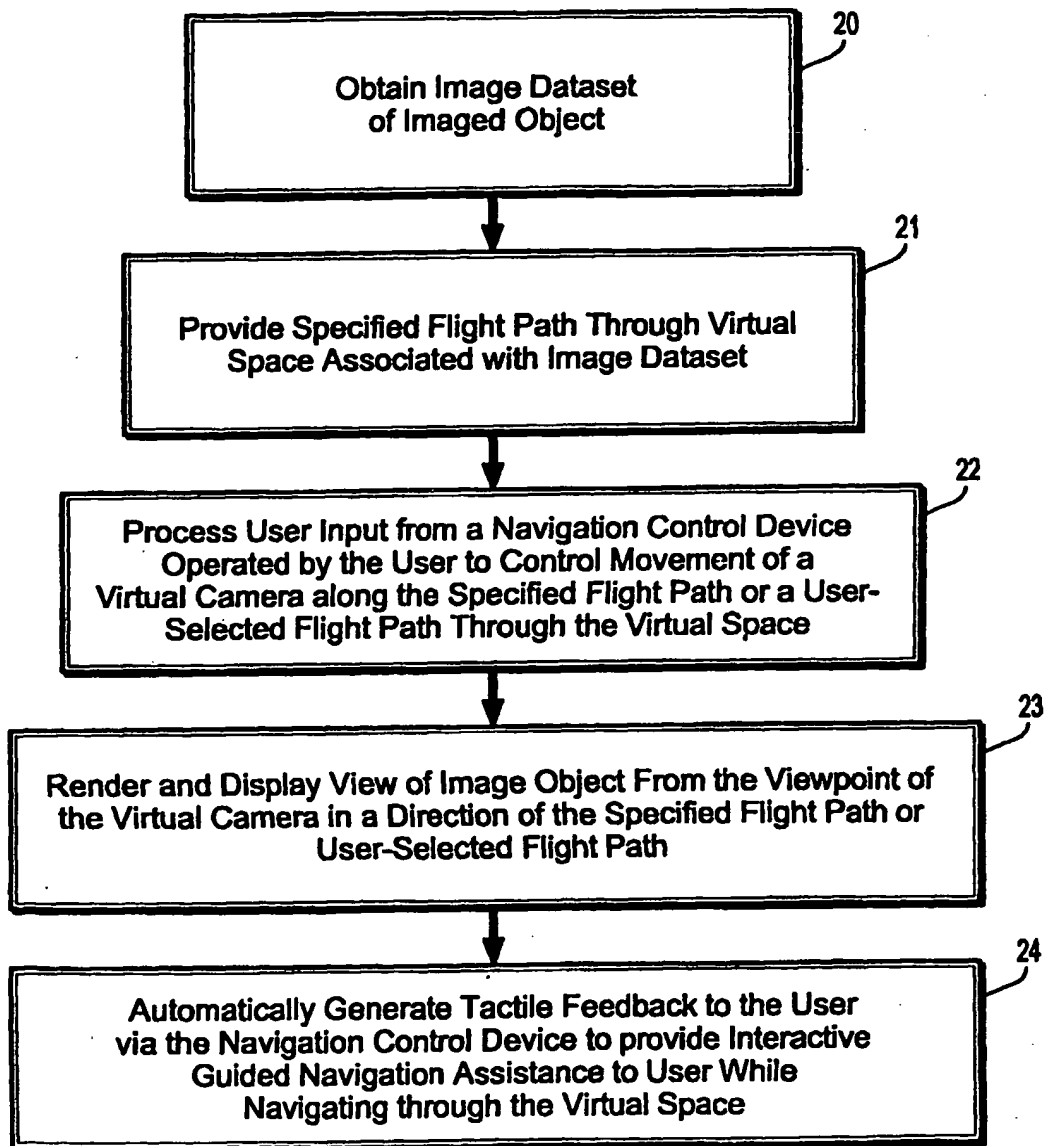 20
Obtain Image Dataset
of Imaged Object
21
Provide Specified Flight Path Through Virtual
Space Associated with Image Dataset
22
Process User Input from a Navigation Control Device
Operated by the User to Control Movement of a
Virtual Camera along the Specified Flight Path or a User-
Selected Flight Path Through the Virtual Space
23
Render and Display View of Image Object From the Viewpoint of
the Virtual Camera in a Direction of the Specified Flight Path or
User-Selected Flight Path
24
Automatically Generate Tactile Feedback to the User
via the Navigation Control Device to provide Interactive
Guided Navigation Assistance to User While
Navigating through the Virtual Space